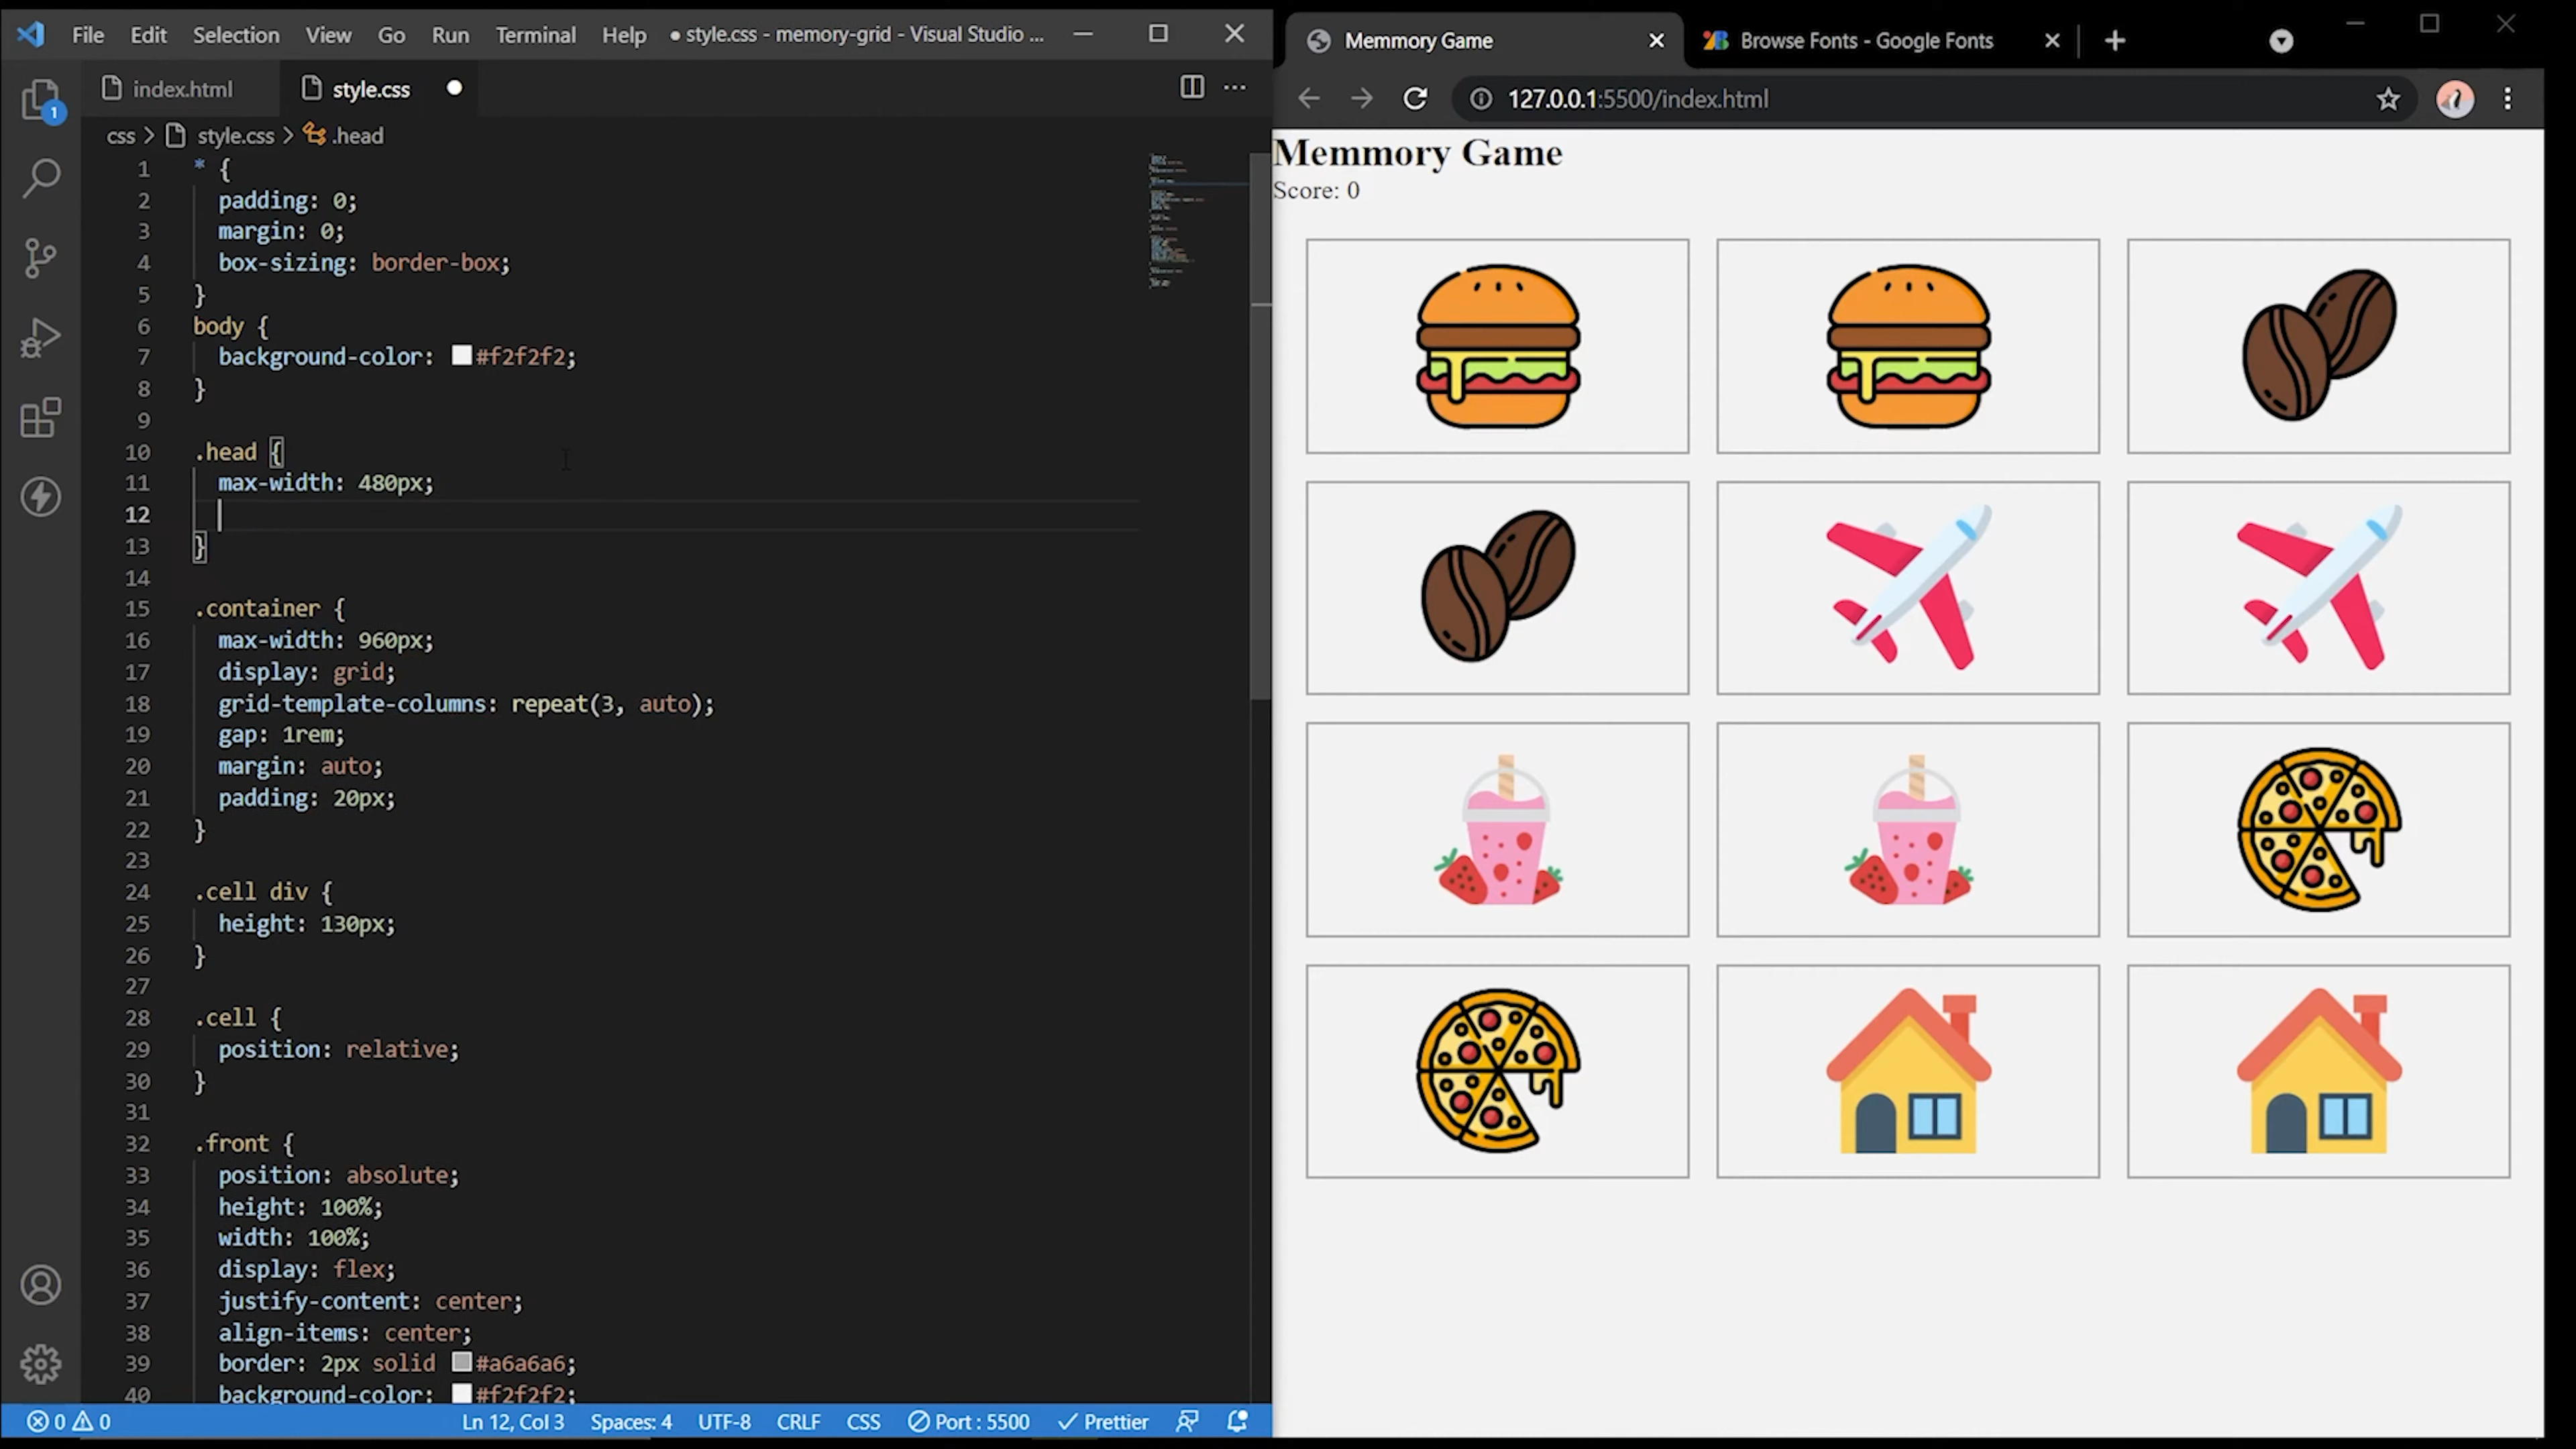 File Edit Selection View Go Run Terminal Help ● style.css - memory-grid - Visual Studio ...
index.html style.css
css > style.css > .head
1 * {
2 padding: 0;
3 margin: 0;
4 box-sizing: border-box;
5 }
6 body {
7 background-color: #f2f2f2;
8 }
9
10 .head {
11 max-width: 480px;
12
13 }
14
15 .container {
16 max-width: 960px;
17 display: grid;
18 grid-template-columns: repeat(3, auto);
19 gap: 1rem;
20 margin: auto;
21 padding: 20px;
22 }
23
24 .cell div {
25 height: 130px;
26 }
27
28 .cell {
29 position: relative;
30 }
31
32 .front {
33 position: absolute;
34 height: 100%;
35 width: 100%;
36 display: flex;
37 justify-content: center;
38 align-items: center;
39 border: 2px solid #a6a6a6;
40 background-color: #f2f2f2;
1
0 0 Ln 12, Col 3 Spaces: 4 UTF-8 CRLF CSS Port : 5500 Prettier
Memmory Game Browse Fonts - Google Fonts
127.0.0.1:5500/index.html
Memmory Game
Score: 0